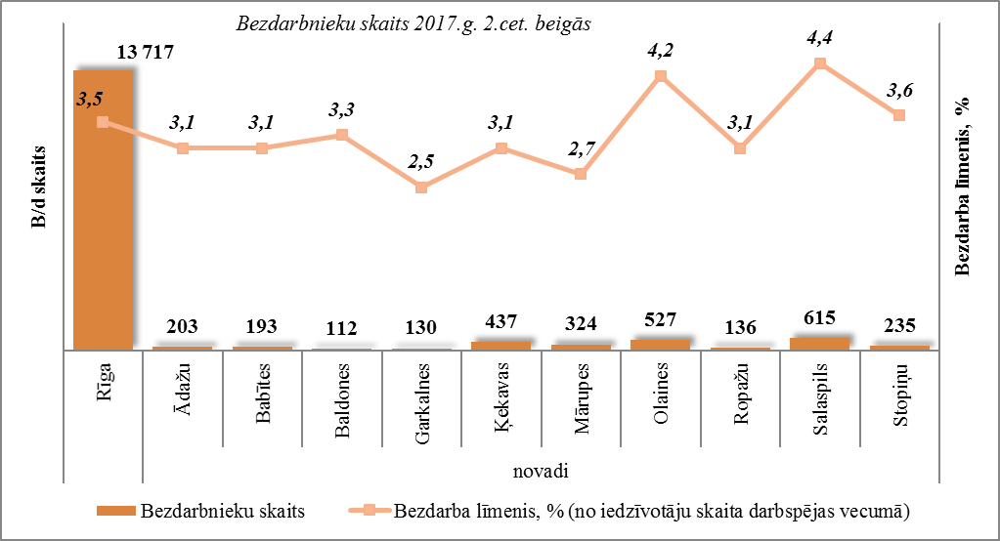 Bezdarbnieku skaits 2017.g. 2.cet. beigās
13 717
3,5
3,1
3,1
3,3
2,5
3,1
2,7
4,2
3,1
4,4
3,6
B/d skaits
Bezdarba līmenis, %
203
193
112
130
437
324
527
136
615
235
Rīga
Ādažu
Babītes
Baldones
Garkalnes
Ķekavas
Mārupes
Olaines
Ropažu
Salaspils
Stopiņu
novadi
Bezdarbnieku skaits
Bezdarba līmenis, % (no iedzīvotāju skaita darbspējas vecumā)